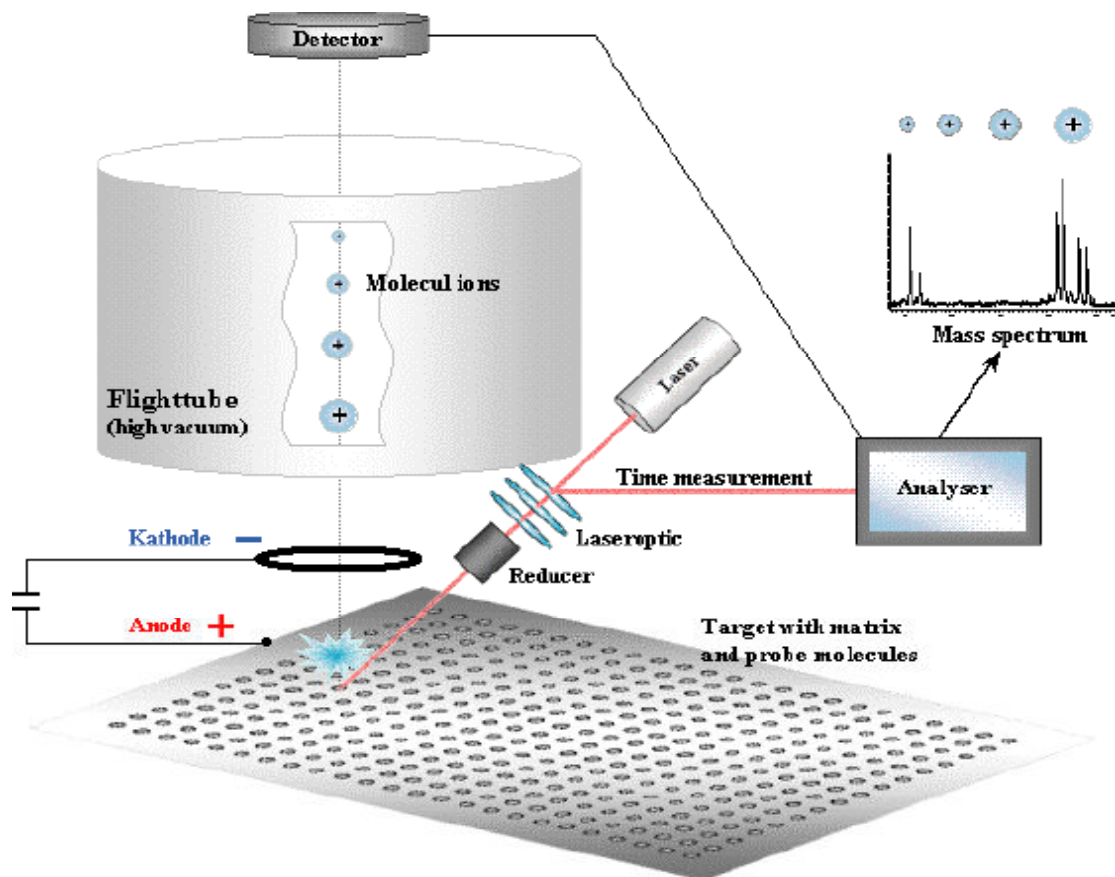 Detector
Molecul ions
Flighttube
(high vacuum)
Laser
Mass spectrum
Time measurement
Analyser
Laseroptic
Reducer
Kathode −
Anode +
Target with matrix
and probe molecules
+ + + +
+
+
+
+